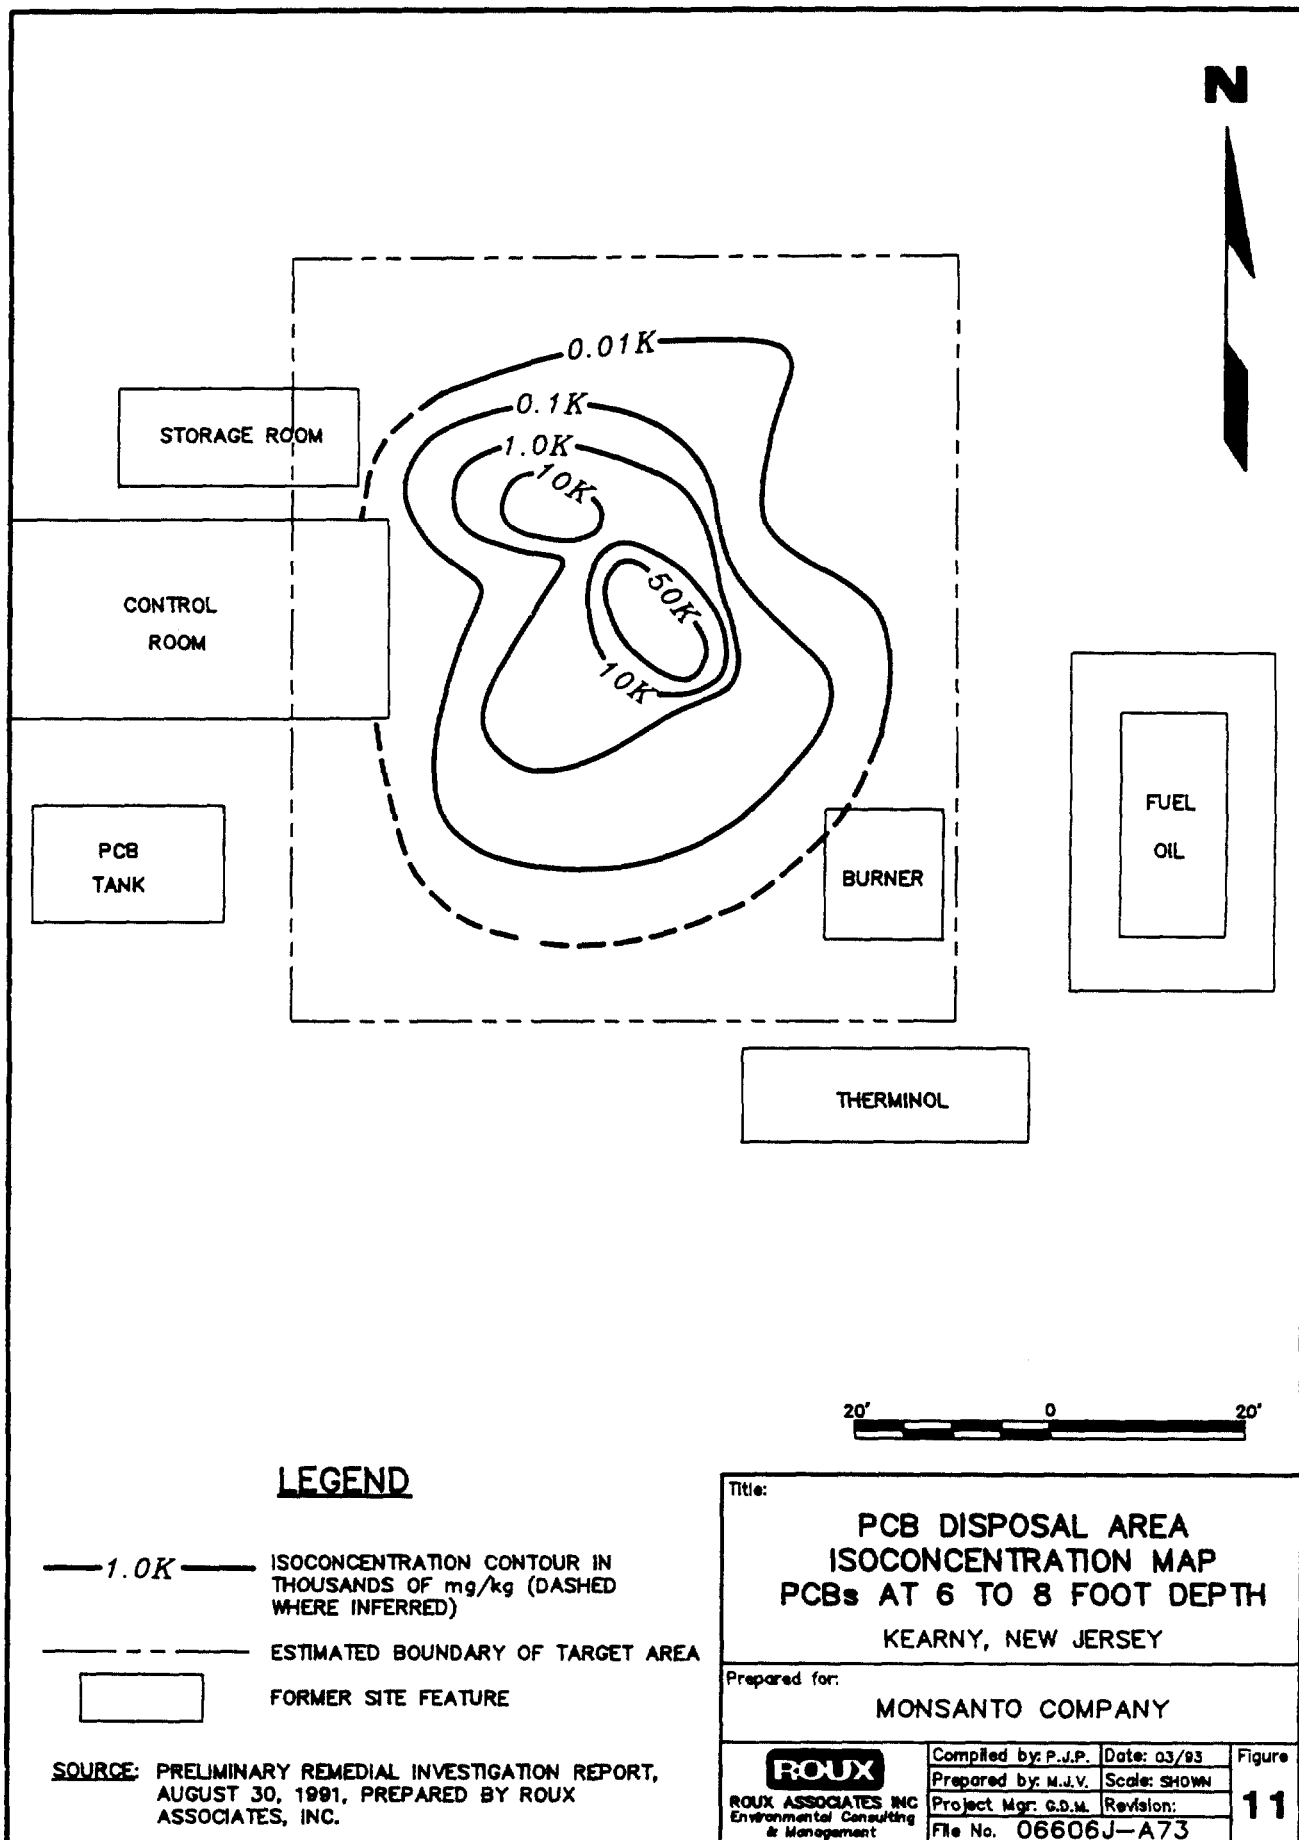 N
0.01K
0.1K
1.0K
10K
50K
10K
STORAGE ROOM
CONTROL
ROOM
PCB
TANK
BURNER
FUEL
OIL
THERMINOL
20' 0 20'
LEGEND
1.0K
ISOCONCENTRATION CONTOUR IN
THOUSANDS OF mg/kg (DASHED
WHERE INFERRED)
ESTIMATED BOUNDARY OF TARGET AREA
FORMER SITE FEATURE
SOURCE: PRELIMINARY REMEDIAL INVESTIGATION REPORT,
AUGUST 30, 1991, PREPARED BY ROUX
ASSOCIATES, INC.
Title:
PCB DISPOSAL AREA
ISOCONCENTRATION MAP
PCBs AT 6 TO 8 FOOT DEPTH
KEARNY, NEW JERSEY
Prepared for:
MONSANTO COMPANY
ROUX
ROUX ASSOCIATES INC
Environmental Consulting
& Management
Compiled by: P.J.P.
Date: 03/93
Prepared by: M.J.V.
Scale: SHOWN
Project Mgr: G.D.M.
Revision:
File No. 06606J-A73
Figure
11